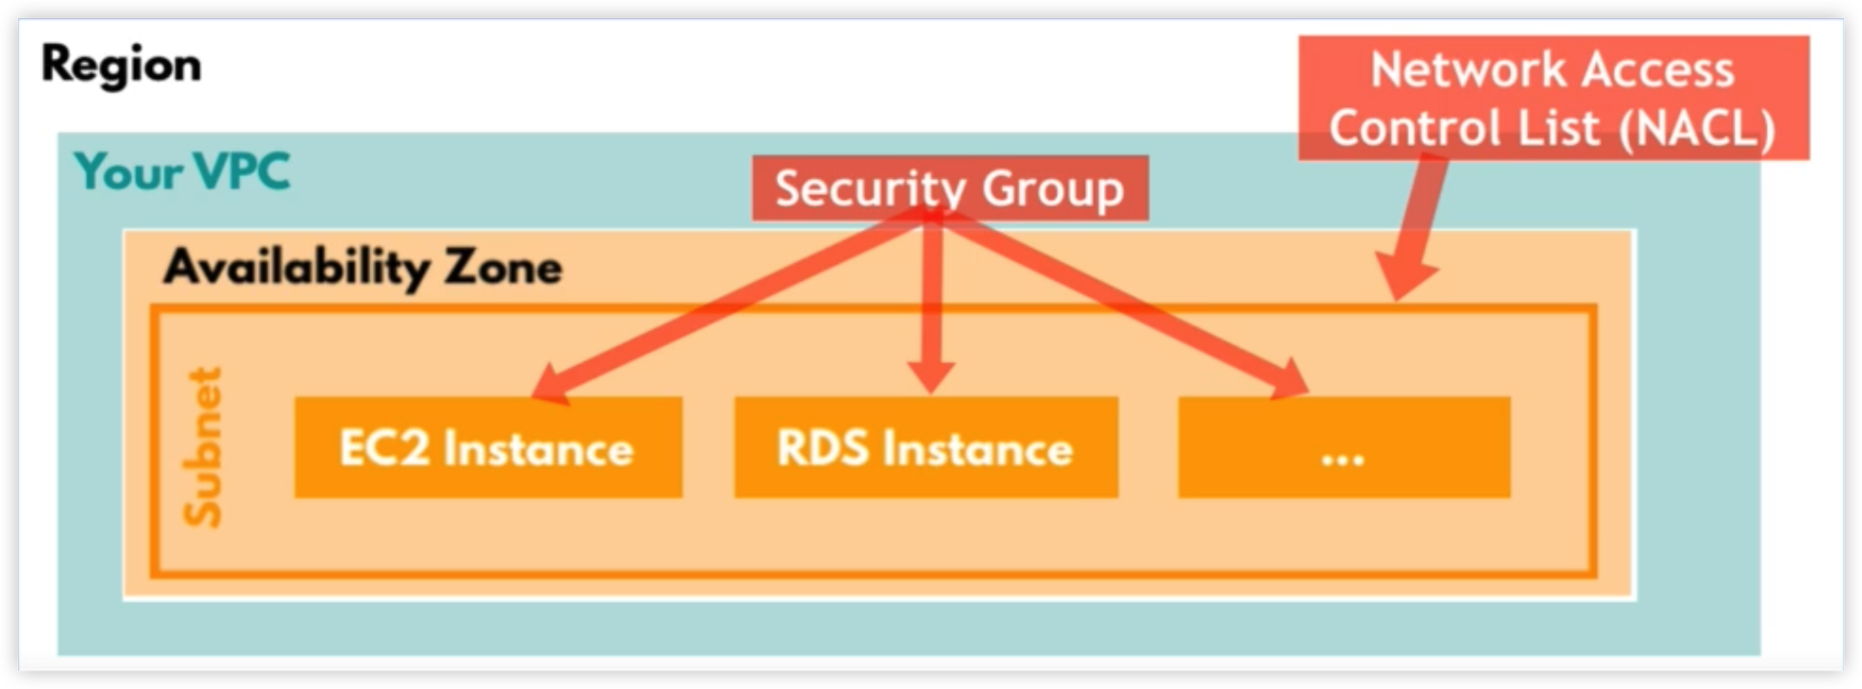 Region
Network Access
Control List (NACL)
Your VPC
Security Group
Availability Zone
Subnet
EC2 Instance
RDS Instance
...